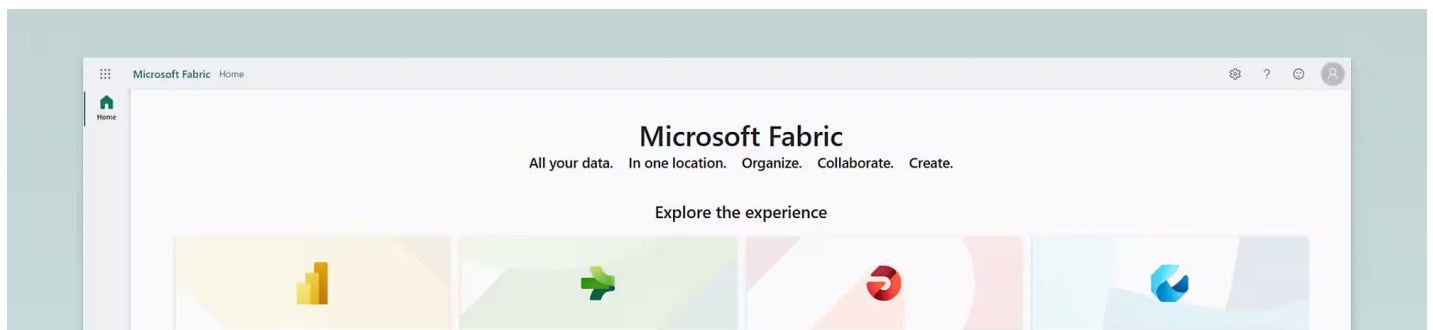 Microsoft Fabric Home
?
Home
Microsoft Fabric
All your data. In one location. Organize. Collaborate. Create.
Explore the experience